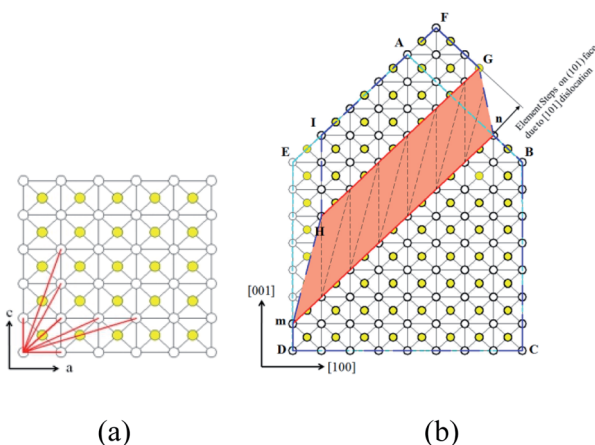 F
A
G
Element Steps on (101) face
due to [101] dislocation
I
n
E
B
H
[001]
c
m
a
D
[100]
C
(a)
(b)